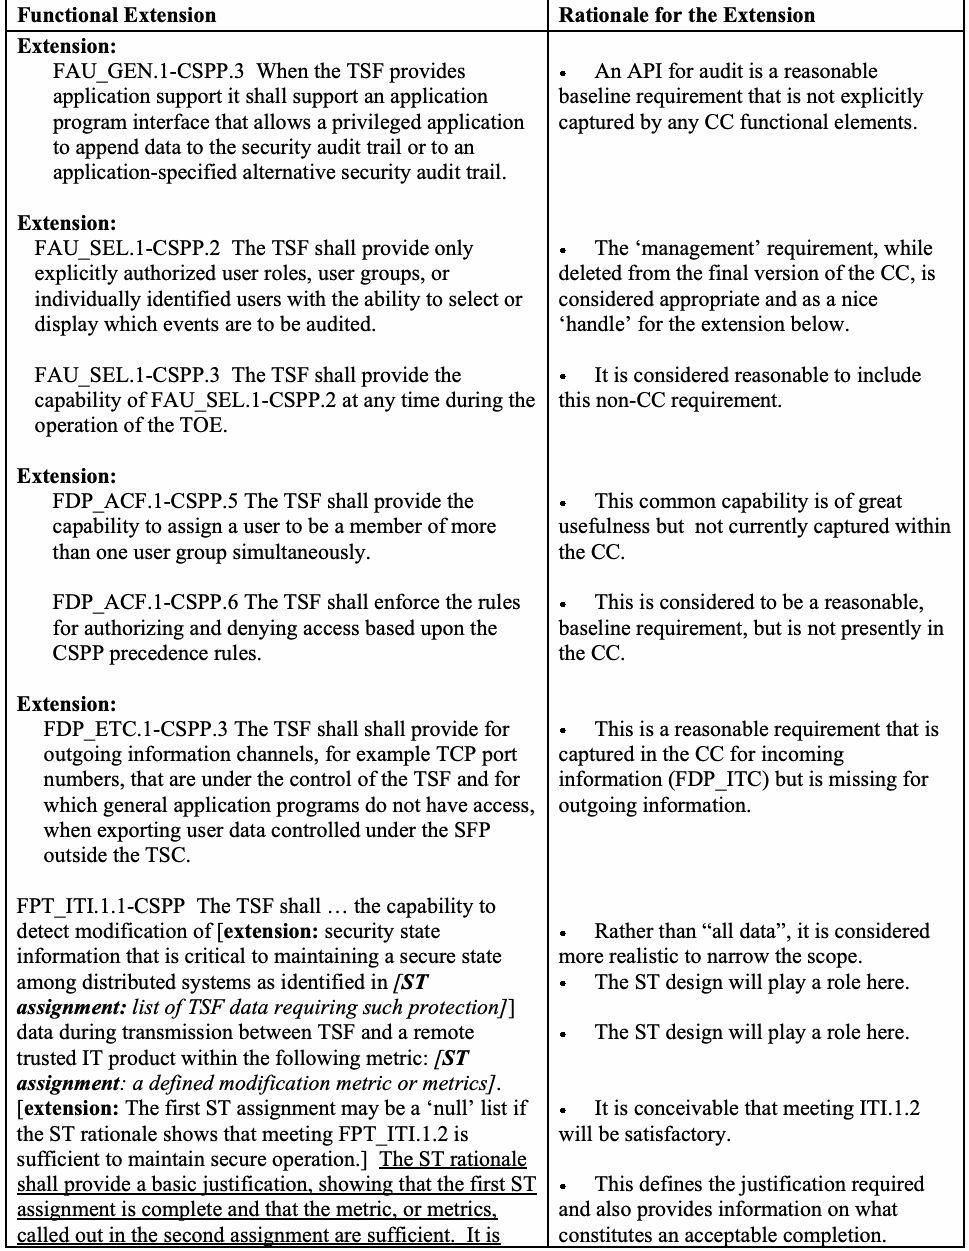 Functional Extension
Rationale for the Extension
Extension:
FAU_GEN.1-CSPP.3 When the TSF provides
application support it shall support an application
program interface that allows a privileged application
to append data to the security audit trail or to an
application-specified alternative security audit trail.
• An API for audit is a reasonable
baseline requirement that is not explicitly
captured by any CC functional elements.
Extension:
FAU_SEL.1-CSPP.2 The TSF shall provide only
explicitly authorized user roles, user groups, or
individually identified users with the ability to select or
display which events are to be audited.
• The ‘management’ requirement, while
deleted from the final version of the CC, is
considered appropriate and as a nice
‘handle’ for the extension below.
FAU_SEL.1-CSPP.3 The TSF shall provide the
capability of FAU_SEL.1-CSPP.2 at any time during the
operation of the TOE.
• It is considered reasonable to include
this non-CC requirement.
Extension:
FDP_ACF.1-CSPP.5 The TSF shall provide the
capability to assign a user to be a member of more
than one user group simultaneously.
• This common capability is of great
usefulness but not currently captured within
the CC.
FDP_ACF.1-CSPP.6 The TSF shall enforce the rules
for authorizing and denying access based upon the
CSPP precedence rules.
• This is considered to be a reasonable,
baseline requirement, but is not presently in
the CC.
Extension:
FDP_ETC.1-CSPP.3 The TSF shall shall provide for
outgoing information channels, for example TCP port
numbers, that are under the control of the TSF and for
which general application programs do not have access,
when exporting user data controlled under the SFP
outside the TSC.
• This is a reasonable requirement that is
captured in the CC for incoming
information (FDP_ITC) but is missing for
outgoing information.
FPT_ITI.1.1-CSPP The TSF shall … the capability to
detect modification of [extension: security state
information that is critical to maintaining a secure state
among distributed systems as identified in [ST
assignment: list of TSF data requiring such protection]]
data during transmission between TSF and a remote
trusted IT product within the following metric: [ST
assignment: a defined modification metric or metrics].
[extension: The first ST assignment may be a ‘null’ list if
the ST rationale shows that meeting FPT_ITI.1.2 is
sufficient to maintain secure operation.] The ST rationale
shall provide a basic justification, showing that the first ST
assignment is complete and that the metric, or metrics,
called out in the second assignment are sufficient. It is
• Rather than “all data”, it is considered
more realistic to narrow the scope.
• The ST design will play a role here.
• The ST design will play a role here.
• It is conceivable that meeting ITI.1.2
will be satisfactory.
• This defines the justification required
and also provides information on what
constitutes an acceptable completion.